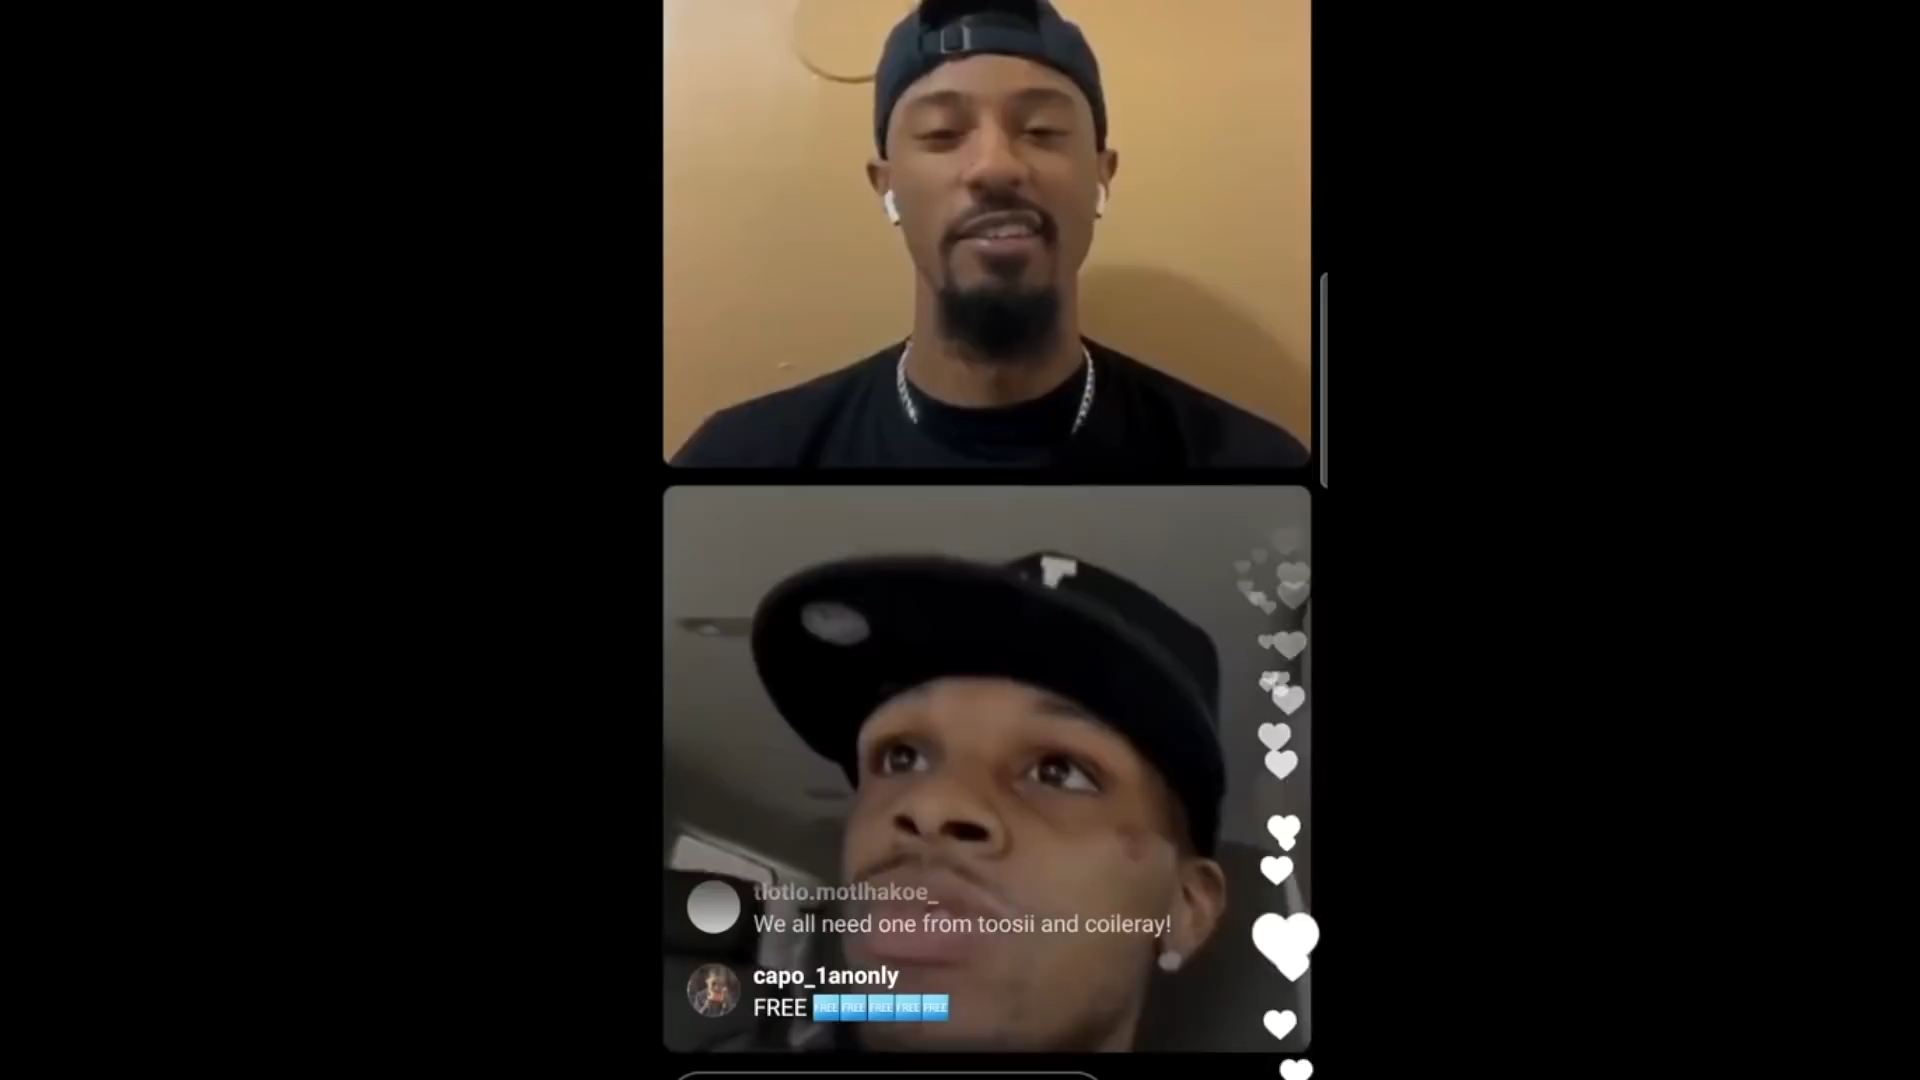 tlotlo.motlhakoe_
We all need one from toosii and coileray!
capo_1anonly
FREE 🆓🆓🆓🆓🆓